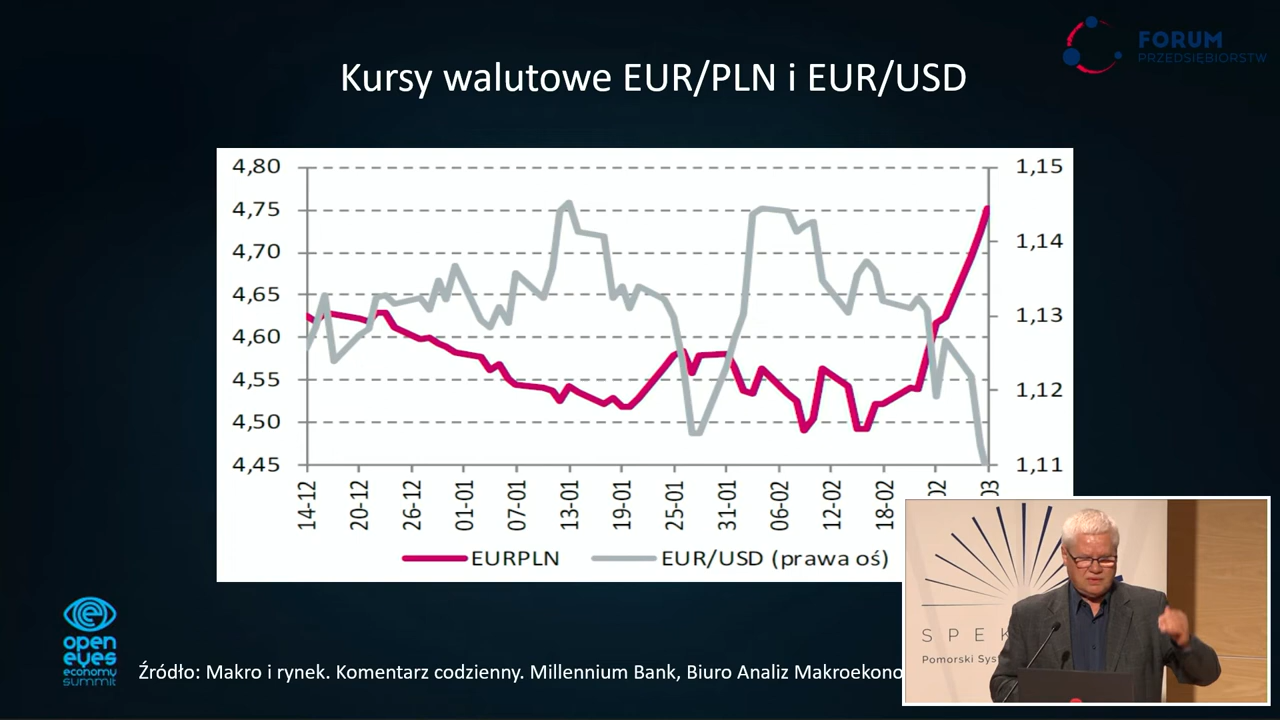 FORUM
PRZEDSIĘBIORSTW
Kursy walutowe EUR/PLN i EUR/USD
4,80
4,75
4,70
4,65
4,60
4,55
4,50
4,45
1,15
1,14
1,13
1,12
1,11
14-12
20-12
26-12
01-01
07-01
13-01
19-01
25-01
31-01
06-02
12-02
18-02
02
03
EURPLN
EUR/USD (prawa oś)
open
eyes
economy
summit
Źródło: Makro i rynek. Komentarz codzienny. Millennium Bank, Biuro Analiz Makroekono
SPEK
Pomorski Sys